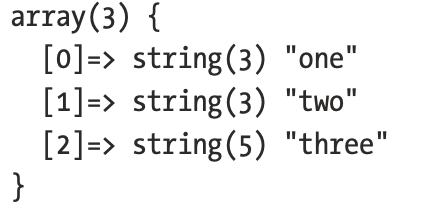 array(3) {
[0]=> string(3) "one"
[1]=> string(3) "two"
[2]=> string(5) "three"
}